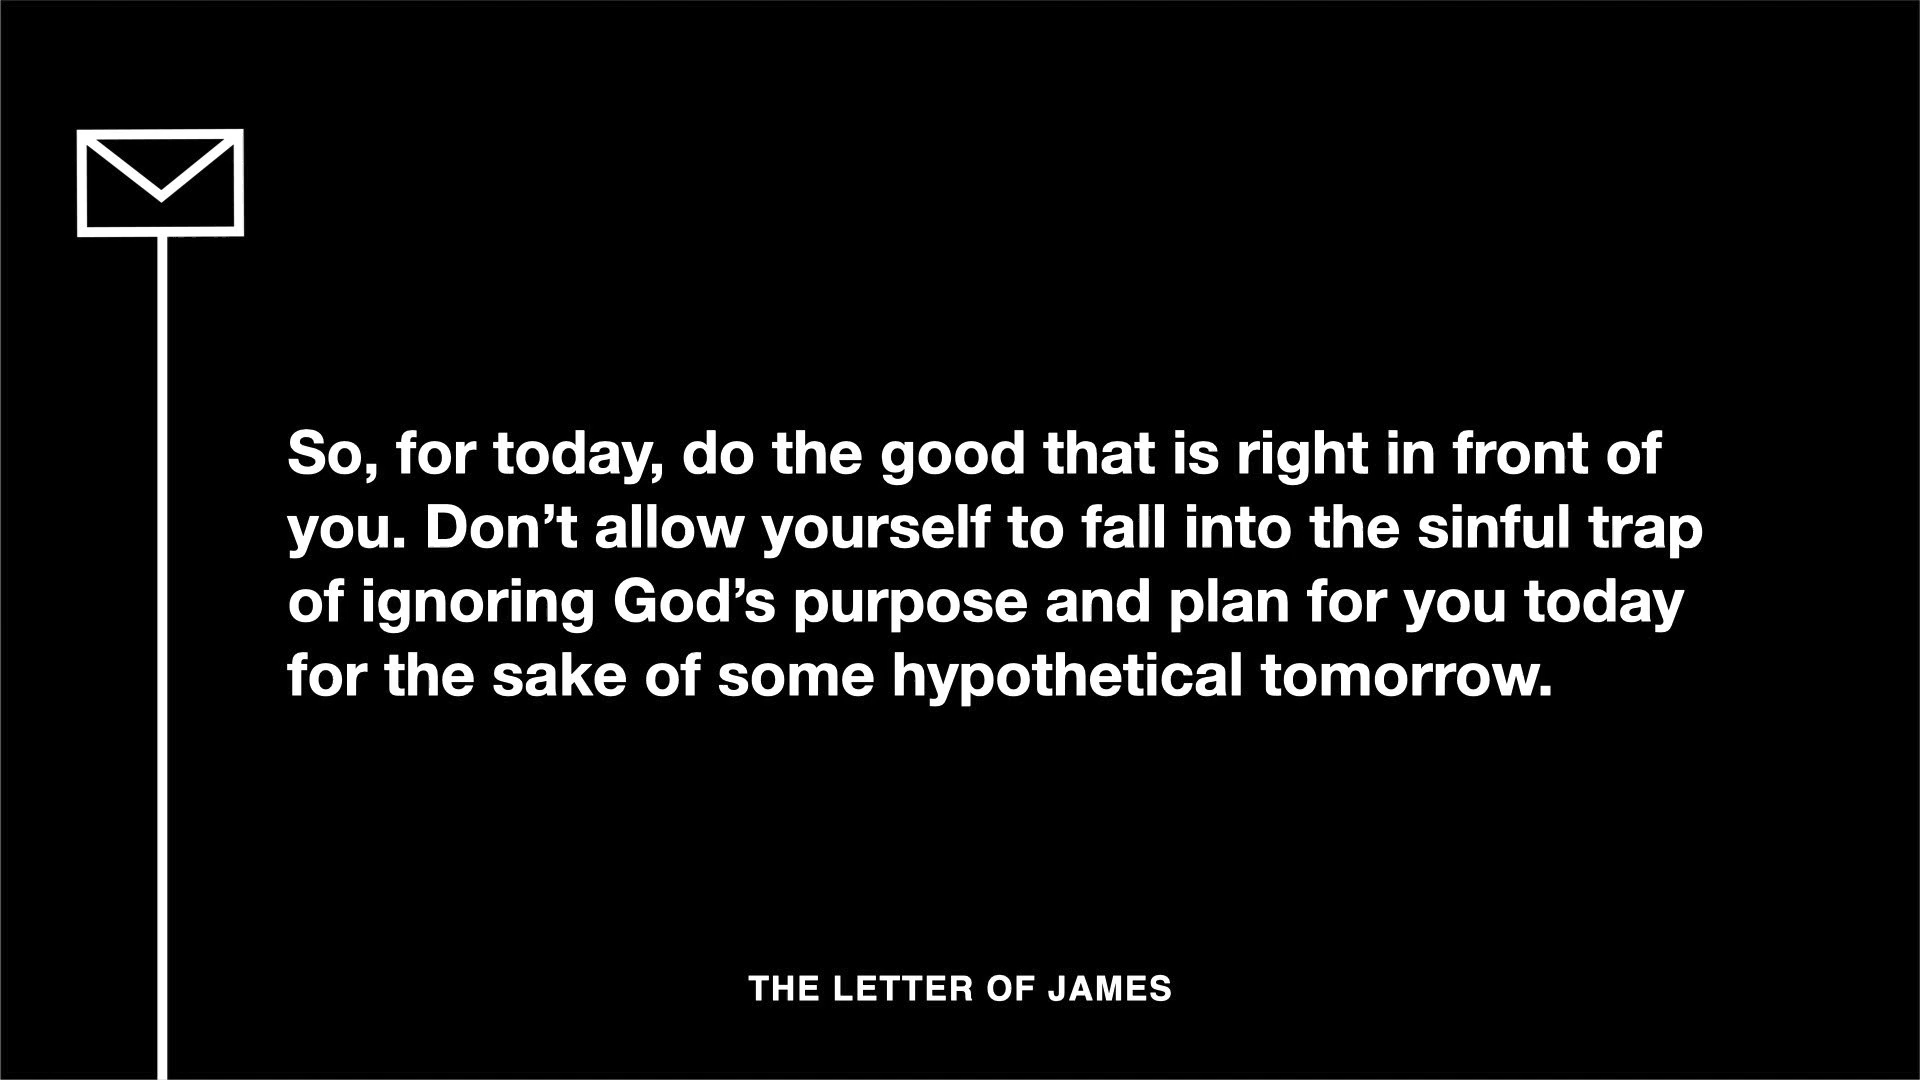 So, for today, do the good that is right in front of
you. Don’t allow yourself to fall into the sinful trap
of ignoring God’s purpose and plan for you today
for the sake of some hypothetical tomorrow.
THE LETTER OF JAMES